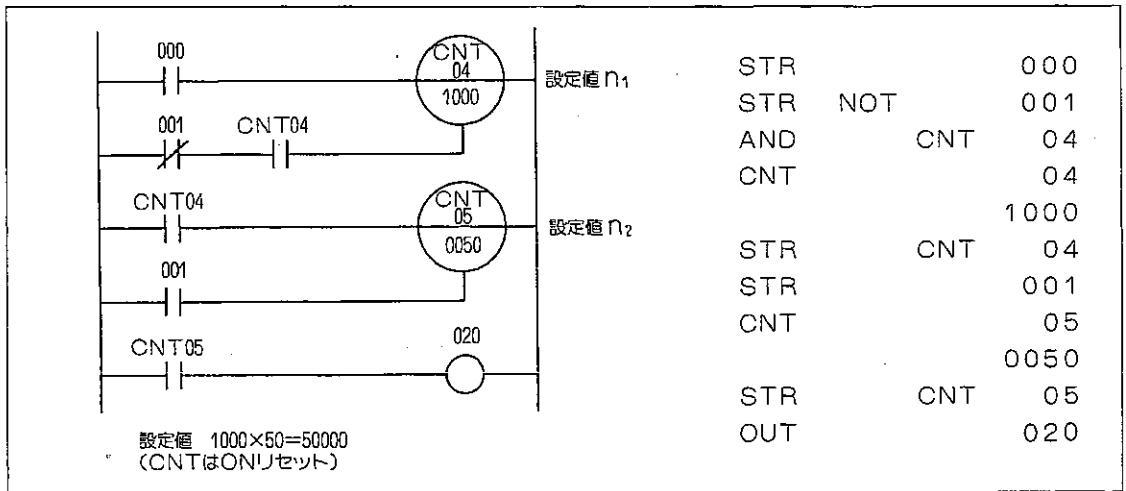 000
CNT
04
1000
設定値 n₁
001 CNT04
CNT04
CNT
05
0050
設定値 n₂
001
CNT05
020
設定値 1000×50=50000
(CNTはONリセット)
STR 000
STR NOT 001
AND CNT 04
CNT 04
1000
STR CNT 04
STR 001
CNT 05
0050
STR CNT 05
OUT 020